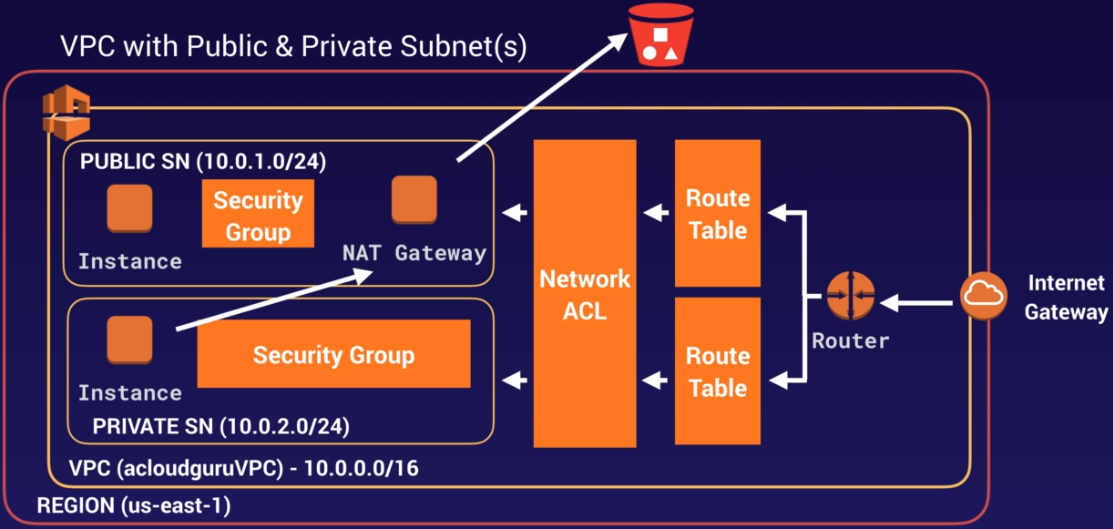 VPC with Public & Private Subnet(s)
PUBLIC SN (10.0.1.0/24)
Security
Group
Instance
NAT Gateway
Instance
Security Group
PRIVATE SN (10.0.2.0/24)
Network
ACL
Route
Table
Route
Table
Router
Internet
Gateway
VPC (acloudguruVPC) - 10.0.0.0/16
REGION (us-east-1)